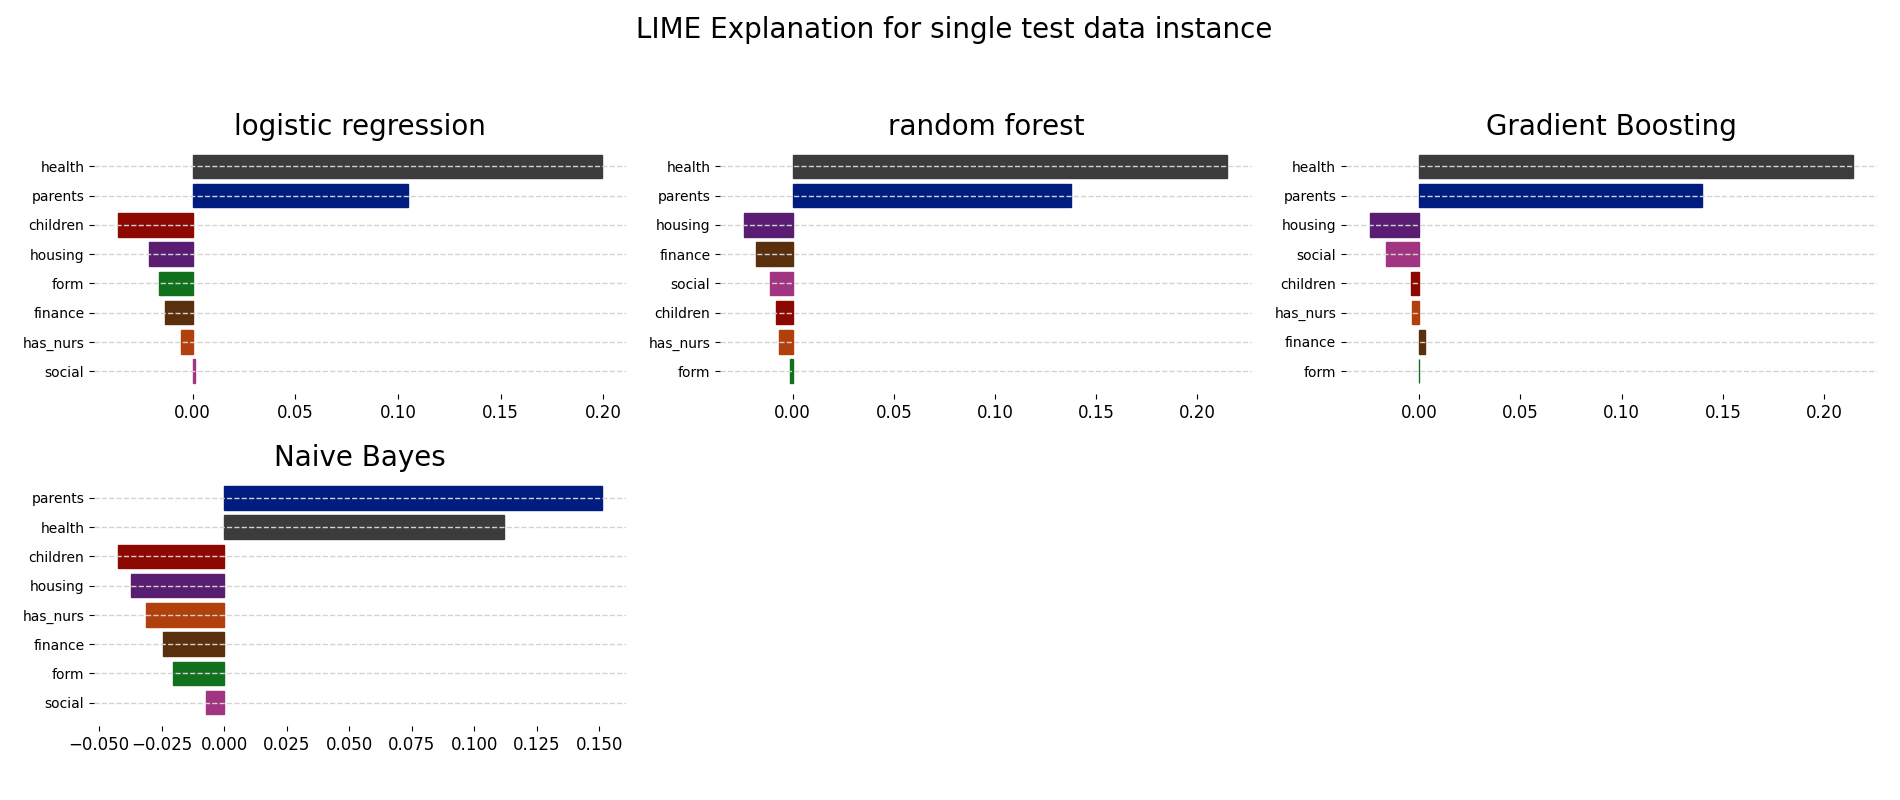 LIME Explanation for single test data instance
logistic regression
health
parents
children
housing
form
finance
has_nurs
social
0.00 0.05 0.10 0.15 0.20
random forest
health
parents
housing
finance
social
children
has_nurs
form
0.00 0.05 0.10 0.15 0.20
Gradient Boosting
health
parents
housing
social
children
has_nurs
finance
form
0.00 0.05 0.10 0.15 0.20
Naive Bayes
parents
health
children
housing
has_nurs
finance
form
social
−0.050 −0.025 0.000 0.025 0.050 0.075 0.100 0.125 0.150